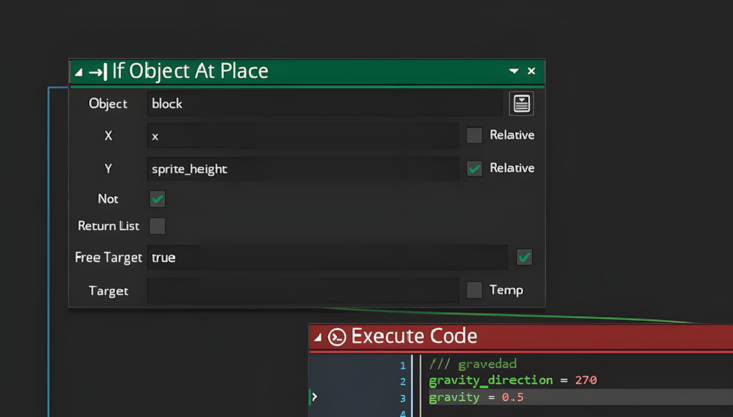 If Object At Place
Object block
X x Relative
Y sprite_height Relative
Not
Return List
Free Target true
Target Temp
Execute Code
1 /// gravedad
2 gravity_direction = 270
3 gravity = 0.5
4